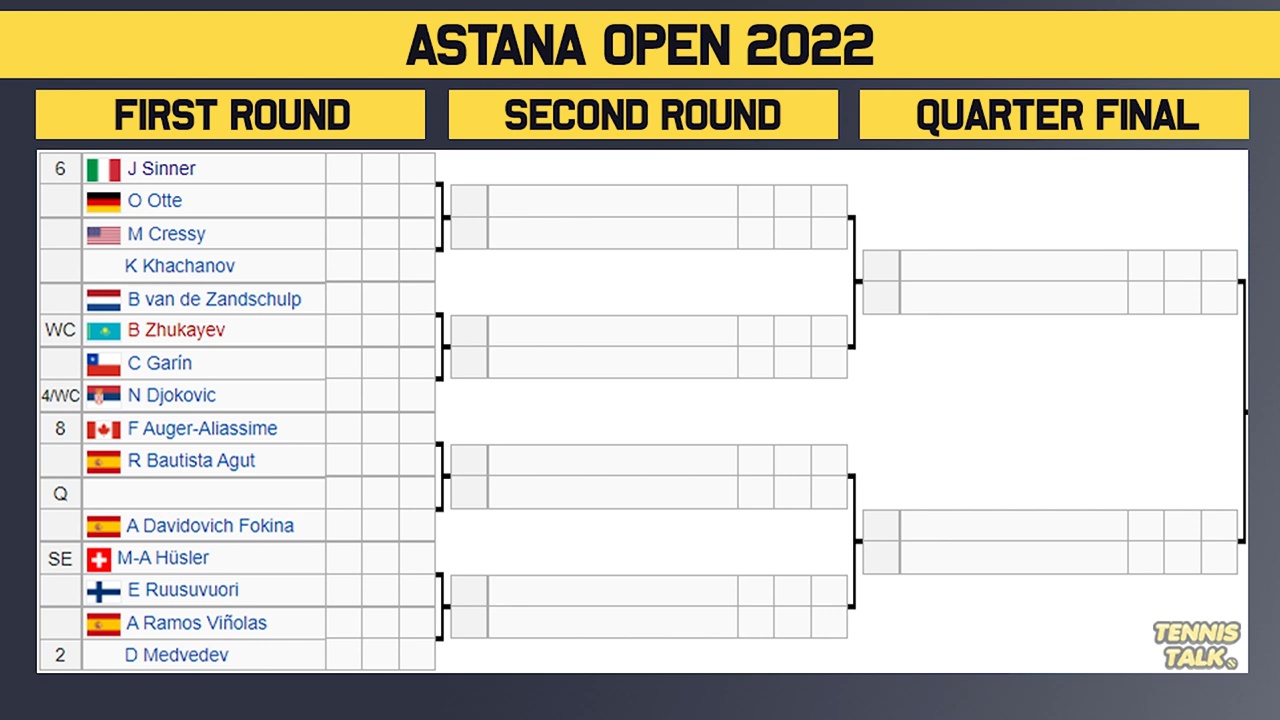 ASTANA OPEN 2022
FIRST ROUND
SECOND ROUND
QUARTER FINAL
6 J Sinner
O Otte
M Cressy
K Khachanov
B van de Zandschulp
WC B Zhukayev
C Garín
4/WC N Djokovic
8 F Auger-Aliassime
R Bautista Agut
Q
A Davidovich Fokina
SE M-A Hüsler
E Ruusuvuori
A Ramos Viñolas
2 D Medvedev
TENNIS
TALK